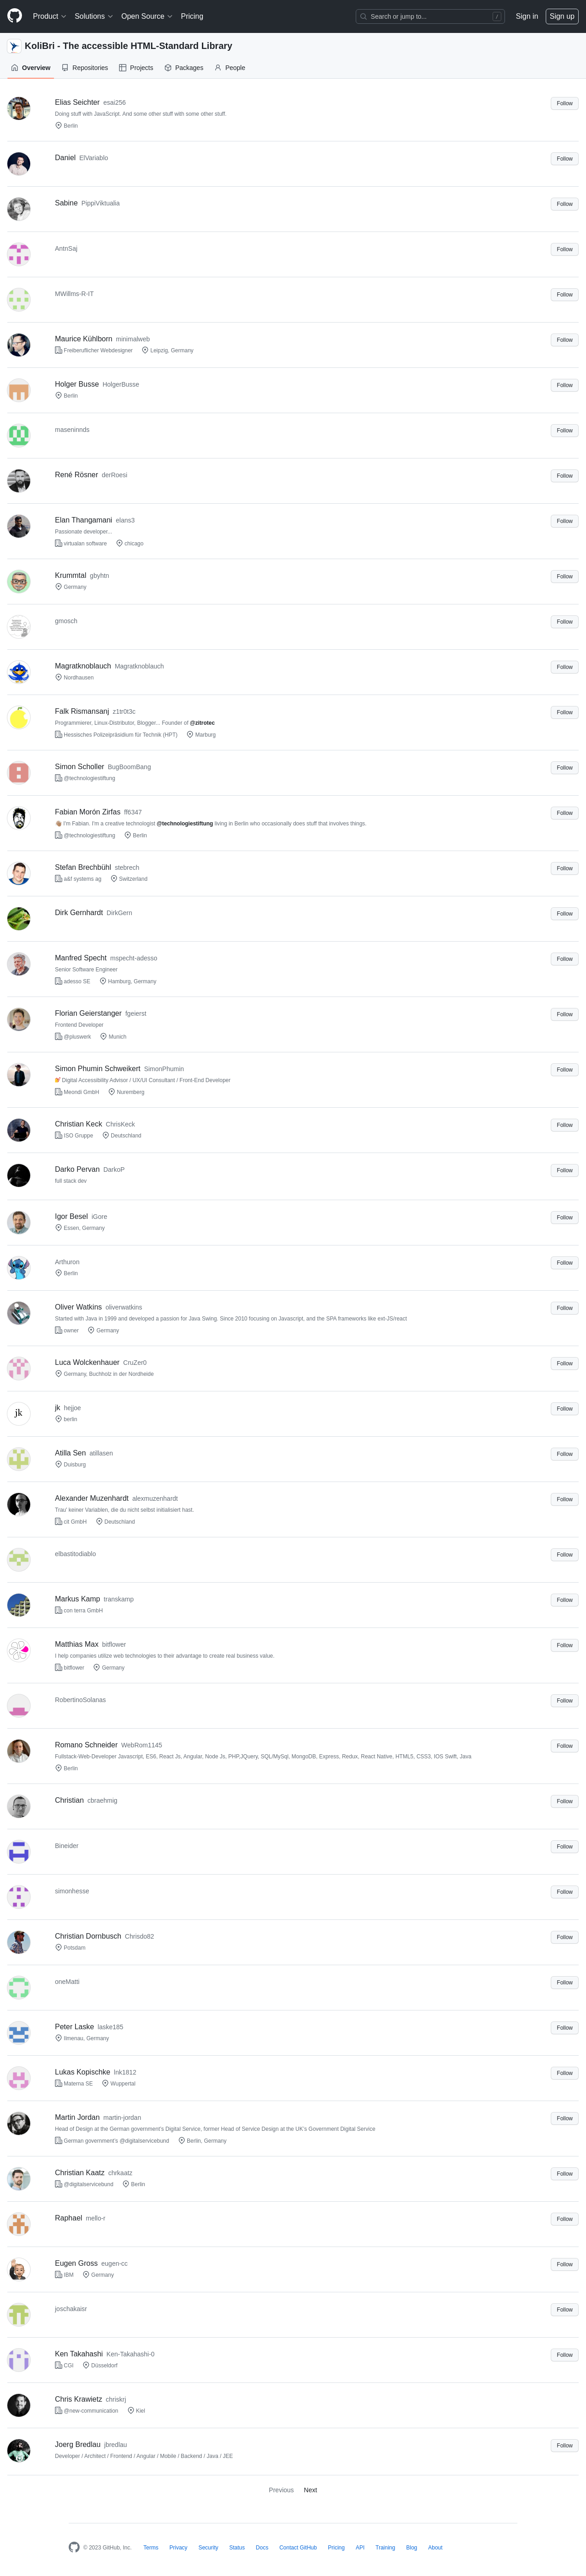 Product Solutions Open Source Pricing Search or jump to... / Sign in Sign up
KoliBri - The accessible HTML-Standard Library
Overview Repositories Projects Packages People
Elias Seichter esai256 Follow
Doing stuff with JavaScript. And some other stuff with some other stuff.
Berlin
Daniel ElVariablo Follow
Sabine PippiViktualia Follow
AntnSaj Follow
MWillms-R-IT Follow
Maurice Kühlborn minimalwerk Follow
Freiberuflicher Webdesigner Leipzig, Germany
Holger Busse HolgerBusse Follow
Berlin
maseninnds Follow
René Rösner derRoesi Follow
Elan Thangamani elans3 Follow
Passionate developer...
virtualan software chicago
Krummtal gbyhtn Follow
Germany
gmosch Follow
Magratknoblauch Magratknoblauch Follow
Nordhausen
Falk Rismansanj z1tr0t3c Follow
Programmierer, Linux-Distributor, Blogger... Founder of @zitrotec
Hessisches Polizeipräsidium für Technik (HPT) Marburg
Simon Scholler BugBoomBang Follow
@technologiestiftung
Fabian Morón Zirfas ff6347 Follow
I'm Fabian. I'm a creative technologist @technologiestiftung living in Berlin who occasionally does stuff that involves things.
@technologiestiftung Berlin
Stefan Brechbühl stebrech Follow
a&f systems ag Switzerland
Dirk Gernhardt DirkGern Follow
Manfred Specht mspecht-adesso Follow
Senior Software Engineer
adesso SE Hamburg, Germany
Florian Geierstanger fgeierst Follow
Frontend Developer
@pluswerk Munich
Simon Phumin Schweikert SimonPhumin Follow
Digital Accessibility Advisor / UX/UI Consultant / Front-End Developer
Meondi GmbH Nuremberg
Christian Keck ChrisKeck Follow
ISO Gruppe Deutschland
Darko Pervan DarkoP Follow
full stack dev
Igor Besel iGore Follow
Essen, Germany
Arthuron Follow
Berlin
Oliver Watkins oliverwatkins Follow
Started with Java in 1999 and developed a passion for Java Swing. Since 2010 focusing on Javascript, and the SPA frameworks like ext-JS/react
owner Germany
Luca Wolckenhauer CruZer0 Follow
Germany, Buchholz in der Nordheide
jk hejjoe Follow
berlin
Atilla Sen atillasen Follow
Duisburg
Alexander Muzenhardt alexmuzenhardt Follow
Trau' keiner Variablen, die du nicht selbst initialisiert hast.
cit GmbH Deutschland
elbastitodiablo Follow
Markus Kamp transkamp Follow
con terra GmbH
Matthias Max bitflower Follow
I help companies utilize web technologies to their advantage to create real business value.
bitflower Germany
RobertinoSolanas Follow
Romano Schneider WebRom1145 Follow
Fullstack-Web-Developer Javascript, ES6, React Js, Angular, Node Js, PHP,JQuery, SQL/MySql, MongoDB, Express, Redux, React Native, HTML5, CSS3, IOS Swift, Java
Berlin
Christian cbraehmig Follow
Bineider Follow
simonhesse Follow
Christian Dornbusch Chrisdo82 Follow
Potsdam
oneMatti Follow
Peter Laske laske185 Follow
Ilmenau, Germany
Lukas Kopischke lnk1812 Follow
Materna SE Wuppertal
Martin Jordan martin-jordan Follow
Head of Design at the German government's Digital Service, former Head of Service Design at the UK's Government Digital Service
German government's @digitalservicebund Berlin, Germany
Christian Kaatz chrkaatz Follow
@digitalservicebund Berlin
Raphael mello-r Follow
Eugen Gross eugen-cc Follow
IBM Germany
joschakaisr Follow
Ken Takahashi Ken-Takahashi-0 Follow
CGI Düsseldorf
Chris Krawietz chriskrj Follow
@new-communication Kiel
Joerg Bredlau jbredlau Follow
Developer / Architect / Frontend / Angular / Mobile / Backend / Java / JEE
Previous Next
© 2023 GitHub, Inc. Terms Privacy Security Status Docs Contact GitHub Pricing API Training Blog About